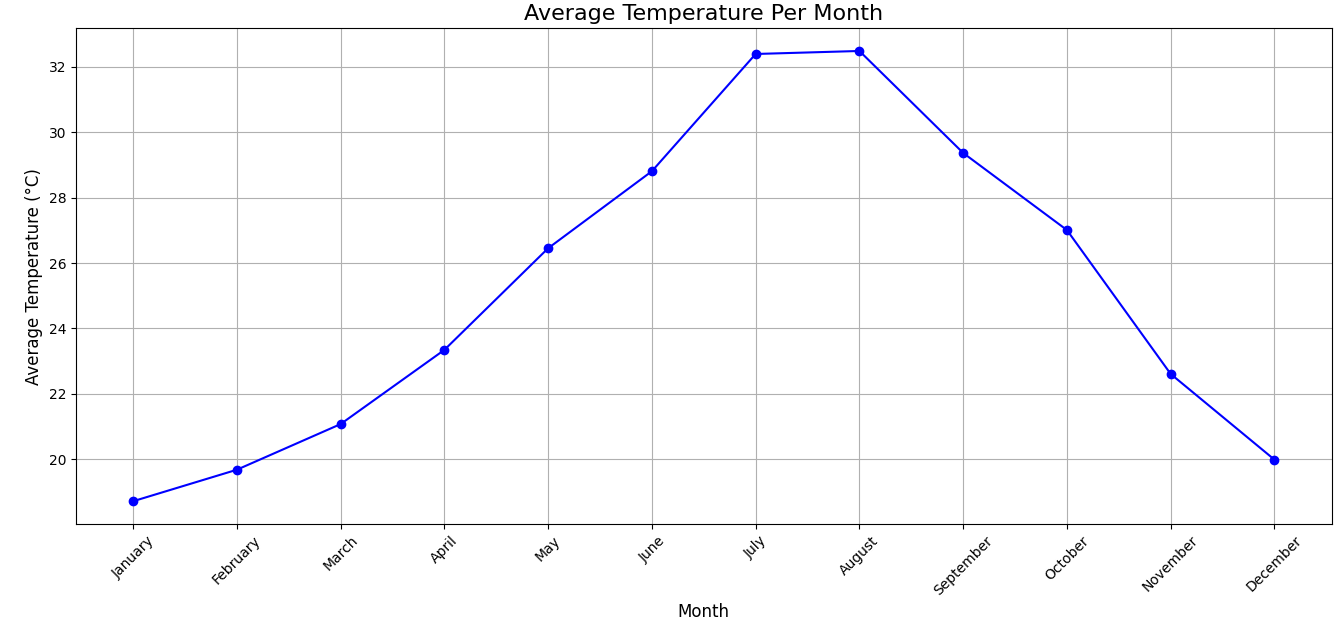 Average Temperature Per Month
Average Temperature (°C)
32
30
28
26
24
22
20
January
February
March
April
May
June
July
August
September
October
November
December
Month